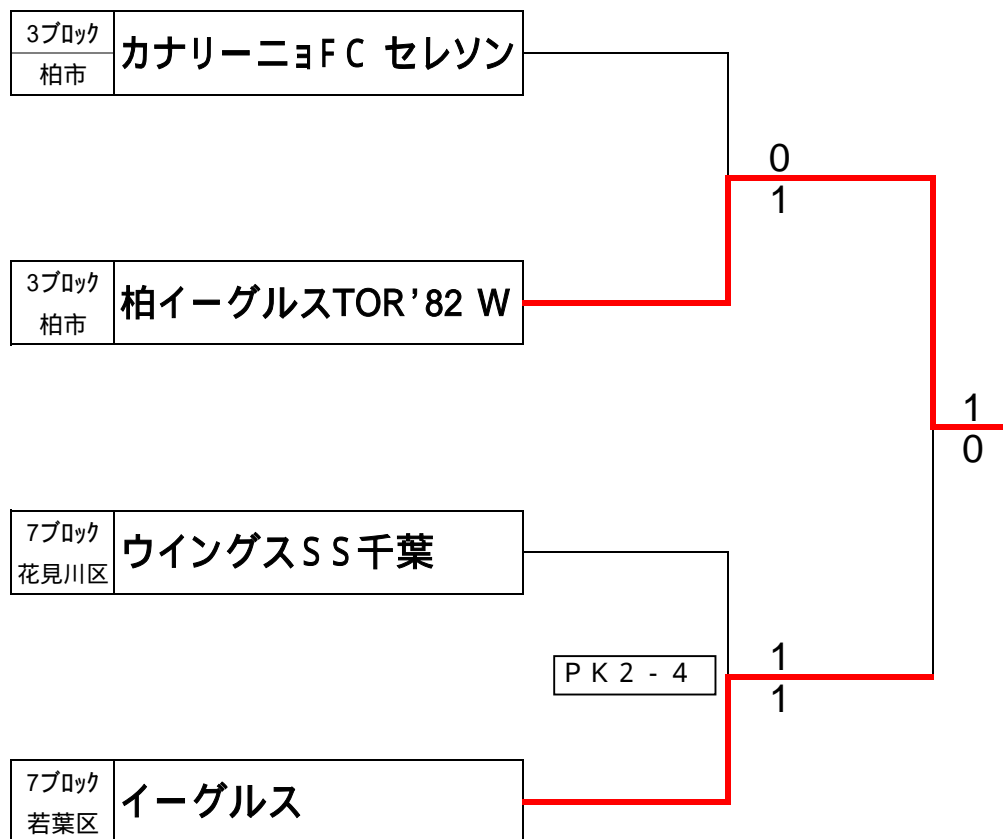 3ブロック
柏市
カナリーニョFC セレソン
0
1
3ブロック
柏市
柏イーグルスTOR'82 W
1
0
7ブロック
花見川区
ウイングスSS千葉
PK2-4
1
1
7ブロック
若葉区
イーグルス